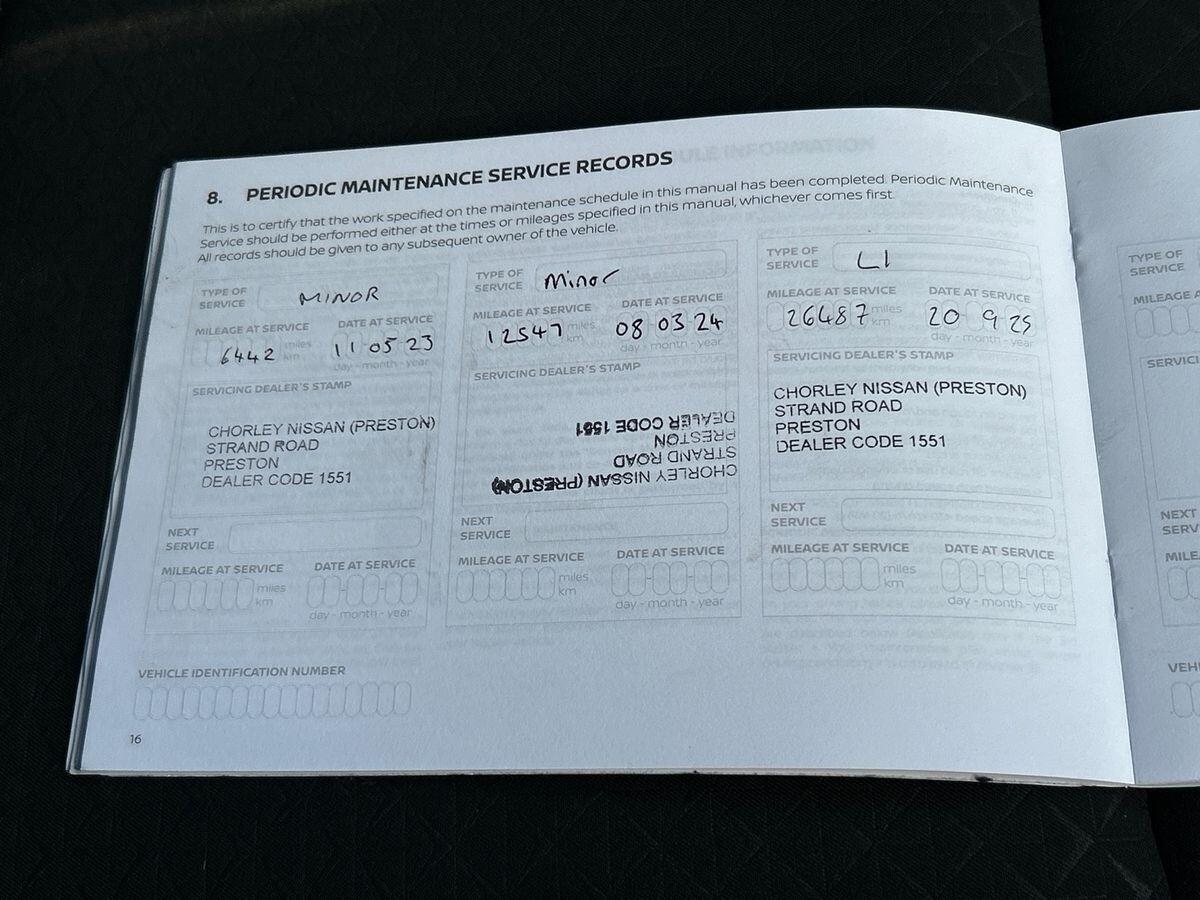 8. PERIODIC MAINTENANCE SERVICE RECORDS
This is to certify that the work specified on the maintenance schedule in this manual has been completed. Periodic Maintenance
Service should be performed either at the times or mileages specified in this manual, whichever comes first.
All records should be given to any subsequent owner of the vehicle.
TYPE OF
SERVICE
MINOR
MILEAGE AT SERVICE
DATE AT SERVICE
6442
miles
km
11 05 23
day - month - year
SERVICING DEALER'S STAMP
CHORLEY NISSAN (PRESTON)
STRAND ROAD
PRESTON
DEALER CODE 1551
NEXT
SERVICE
MILEAGE AT SERVICE
DATE AT SERVICE
miles
km
day - month - year
TYPE OF
SERVICE
Minor
MILEAGE AT SERVICE
DATE AT SERVICE
12547
miles
km
08 03 24
day - month - year
SERVICING DEALER'S STAMP
CHORLEY NISSAN (PRESTON)
STRAND ROAD
PRESTON
DEALER CODE 1551
NEXT
SERVICE
MILEAGE AT SERVICE
DATE AT SERVICE
miles
km
day - month - year
TYPE OF
SERVICE
L1
MILEAGE AT SERVICE
DATE AT SERVICE
26487
miles
km
20 9 25
day - month - year
SERVICING DEALER'S STAMP
CHORLEY NISSAN (PRESTON)
STRAND ROAD
PRESTON
DEALER CODE 1551
NEXT
SERVICE
MILEAGE AT SERVICE
DATE AT SERVICE
miles
km
day - month - year
VEHICLE IDENTIFICATION NUMBER
16
TYPE OF
SERVICE
MILEAGE A
SERVICI
NEXT
SERV
MILE
VEHI